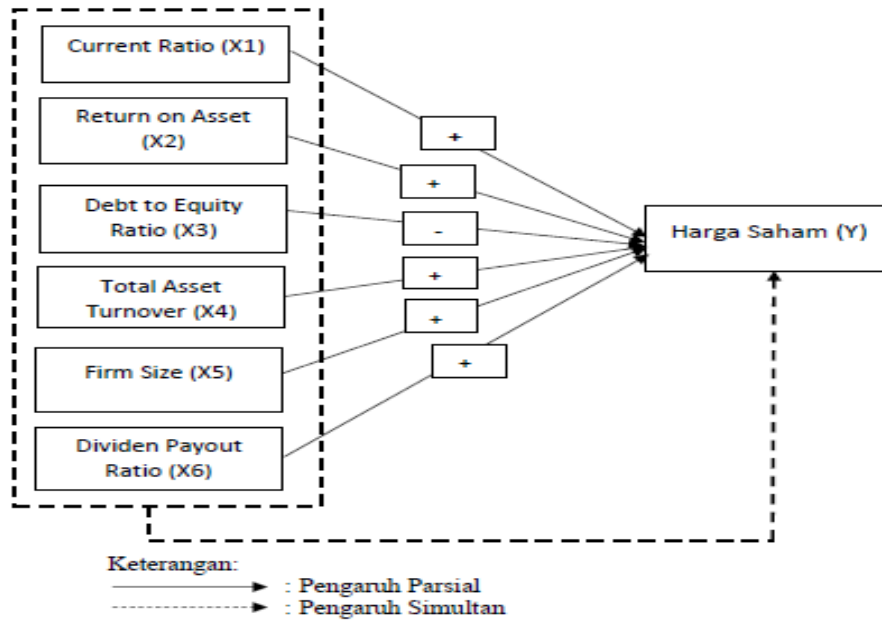 Current Ratio (X1)
Return on Asset
(X2)
Debt to Equity
Ratio (X3)
Total Asset
Turnover (X4)
Firm Size (X5)
Dividen Payout
Ratio (X6)
+
+
-
+
+
+
Harga Saham (Y)
Keterangan:
: Pengaruh Parsial
: Pengaruh Simultan